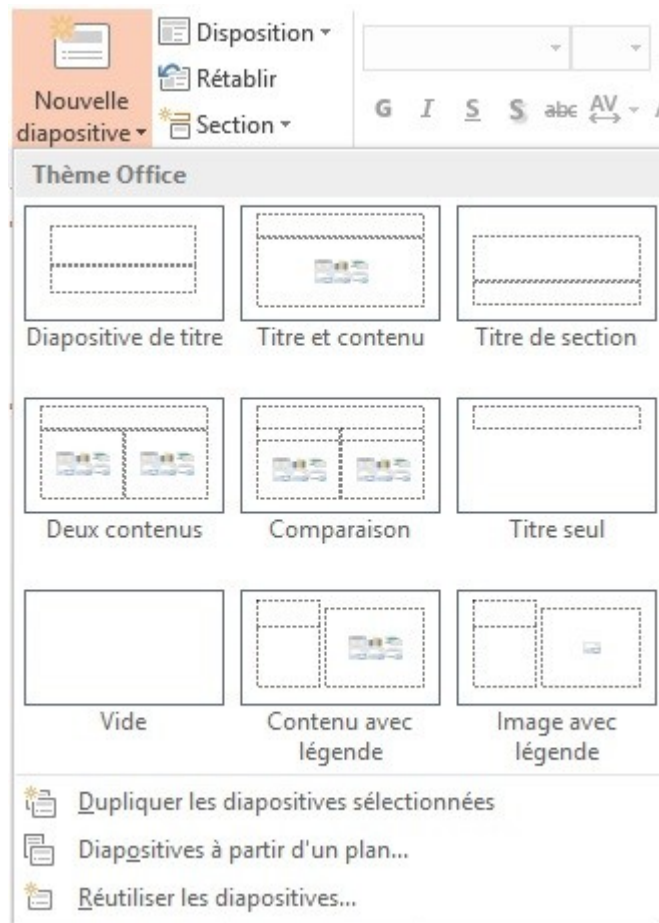 Nouvelle
diapositive
Disposition
Rétablir
Section
G I S S abc AV
Thème Office
Diapositive de titre
Titre et contenu
Titre de section
Deux contenus
Comparaison
Titre seul
Vide
Contenu avec
légende
Image avec
légende
Dupliquer les diapositives sélectionnées
Diapositives à partir d'un plan...
Réutiliser les diapositives...